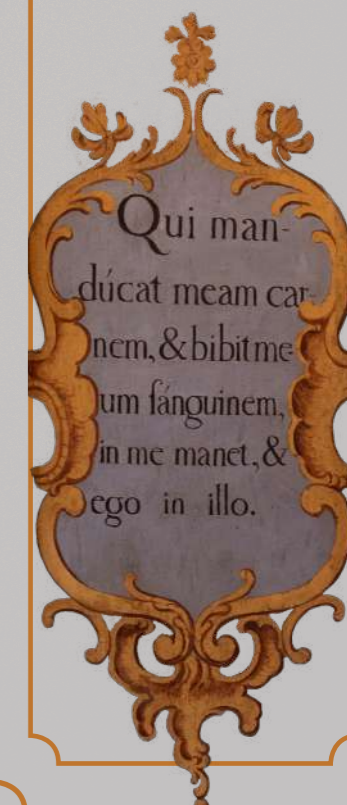 Qui man-
dúcat meam car-
nem, & bibit me-
um ſánguinem,
in me manet, &
ego in illo.